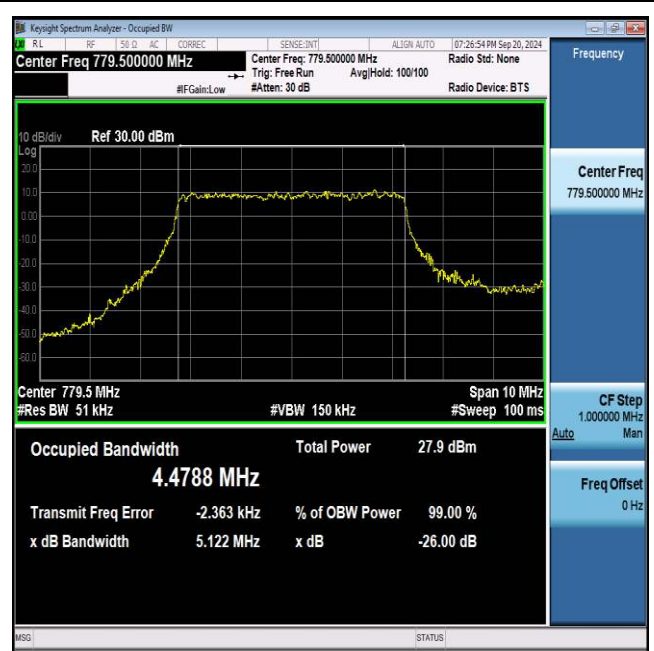 Keysight Spectrum Analyzer - Occupied BW
RL RF 50 Ω AC CORREC SENSE:INT ALIGN AUTO 07:26:54 PM Sep 20, 2024
Center Freq 779.500000 MHz Center Freq: 779.500000 MHz Radio Std: None
Trig: Free Run Avg|Hold: 100/100
#IFGain:Low #Atten: 30 dB Radio Device: BTS
Frequency
10 dB/div Ref 30.00 dBm
Log
20.0
10.0
0.00
-10.0
-20.0
-30.0
-40.0
-50.0
-60.0
Center Freq
779.500000 MHz
Center 779.5 MHz Span 10 MHz
#Res BW 51 kHz #VBW 150 kHz #Sweep 100 ms
CF Step
1.000000 MHz
Auto Man
Occupied Bandwidth Total Power 27.9 dBm
4.4788 MHz
Transmit Freq Error -2.363 kHz % of OBW Power 99.00 %
x dB Bandwidth 5.122 MHz x dB -26.00 dB
Freq Offset
0 Hz
MSG STATUS